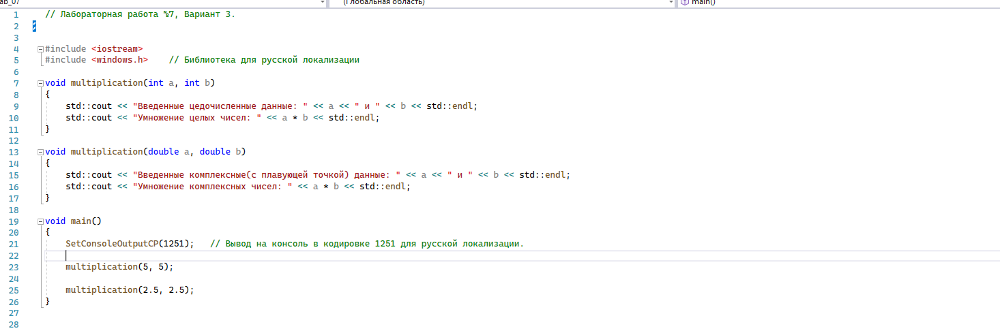 ab_07 (Глобальная область) main()
1 // Лабораторная работа №7, Вариант 3.
2
3
4 #include <iostream>
5 #include <windows.h> // Библиотека для русской локализации
6
7 void multiplication(int a, int b)
8 {
9 std::cout << "Введенные цедочисленные данные: " << a << " и " << b << std::endl;
10 std::cout << "Умножение целых чисел: " << a * b << std::endl;
11 }
12
13 void multiplication(double a, double b)
14 {
15 std::cout << "Введенные комплексные(с плавующей точкой) данные: " << a << " и " << b << std::endl;
16 std::cout << "Умножение комплексных чисел: " << a * b << std::endl;
17 }
18
19 void main()
20 {
21 SetConsoleOutputCP(1251); // Вывод на консоль в кодировке 1251 для русской локализации.
22
23 multiplication(5, 5);
24
25 multiplication(2.5, 2.5);
26 }
27
28